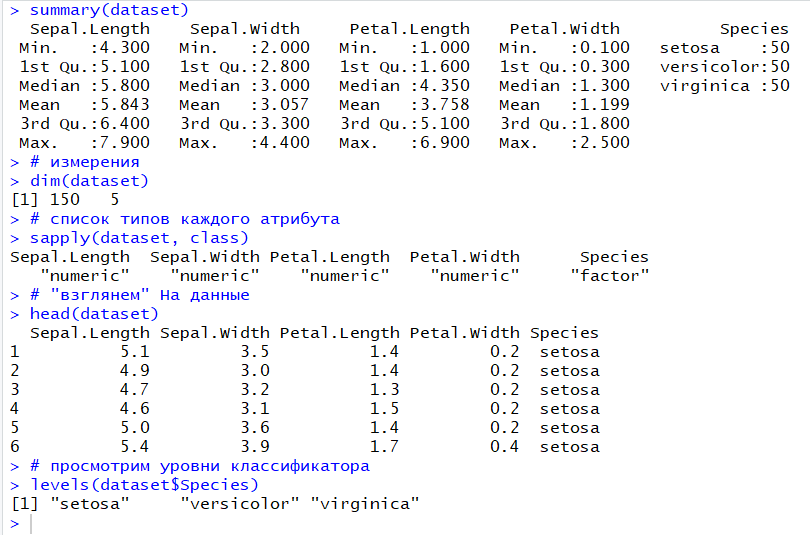 > summary(dataset)
  Sepal.Length    Sepal.Width     Petal.Length    Petal.Width          Species
 Min.   :4.300   Min.   :2.000   Min.   :1.000   Min.   :0.100   setosa    :50
 1st Qu.:5.100   1st Qu.:2.800   1st Qu.:1.600   1st Qu.:0.300   versicolor:50
 Median :5.800   Median :3.000   Median :4.350   Median :1.300   virginica :50
 Mean   :5.843   Mean   :3.057   Mean   :3.758   Mean   :1.199
 3rd Qu.:6.400   3rd Qu.:3.300   3rd Qu.:5.100   3rd Qu.:1.800
 Max.   :7.900   Max.   :4.400   Max.   :6.900   Max.   :2.500
> # измерения
> dim(dataset)
[1] 150   5
> # список типов каждого атрибута
> sapply(dataset, class)
Sepal.Length  Sepal.Width Petal.Length  Petal.Width      Species
   "numeric"    "numeric"    "numeric"    "numeric"     "factor"
> # "взглянем" На данные
> head(dataset)
  Sepal.Length Sepal.Width Petal.Length Petal.Width Species
1          5.1         3.5          1.4         0.2  setosa
2          4.9         3.0          1.4         0.2  setosa
3          4.7         3.2          1.3         0.2  setosa
4          4.6         3.1          1.5         0.2  setosa
5          5.0         3.6          1.4         0.2  setosa
6          5.4         3.9          1.7         0.4  setosa
> # просмотрим уровни классификатора
> levels(dataset$Species)
[1] "setosa"     "versicolor" "virginica"
>